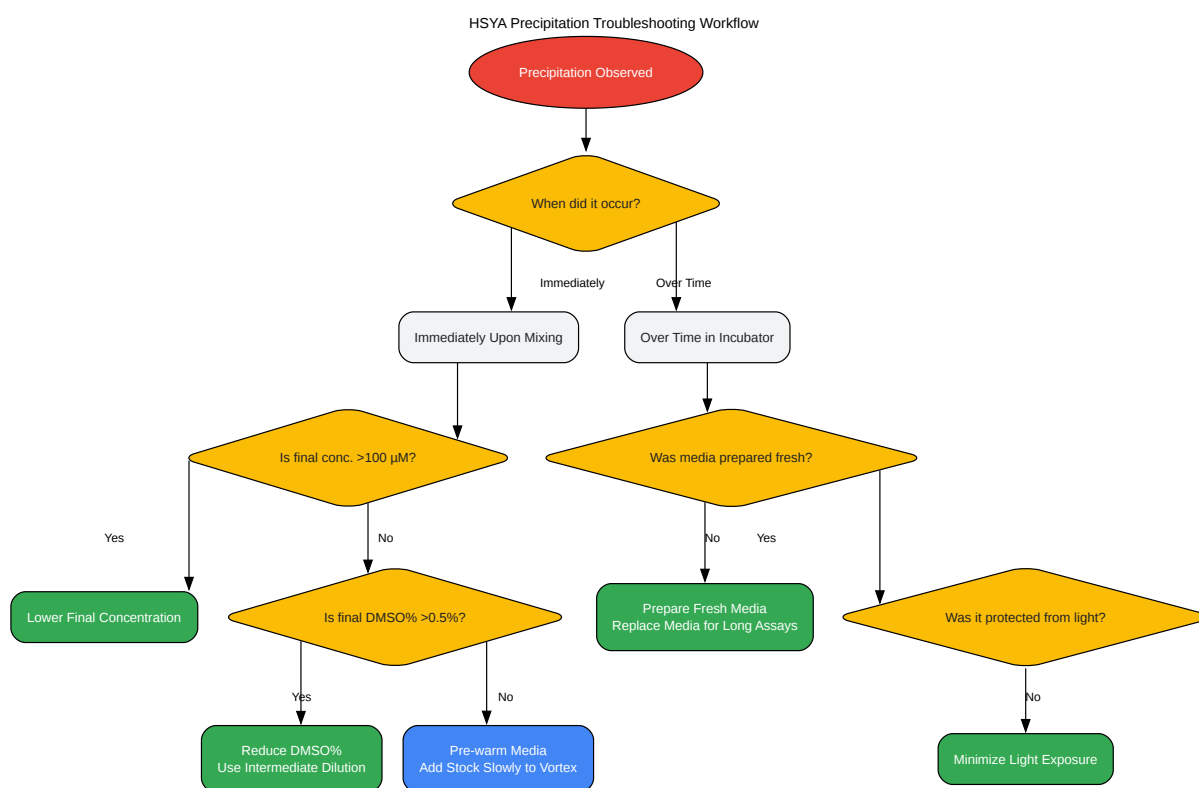 HSYA Precipitation Troubleshooting Workflow
Precipitation Observed
When did it occur?
Immediately
Over Time
Immediately Upon Mixing
Over Time in Incubator
Is final conc. >100 µM?
Was media prepared fresh?
Yes
No
No
Yes
Lower Final Concentration
Is final DMSO% >0.5%?
Prepare Fresh Media
Replace Media for Long Assays
Was it protected from light?
Yes
No
No
Reduce DMSO%
Use Intermediate Dilution
Pre-warm Media
Add Stock Slowly to Vortex
Minimize Light Exposure